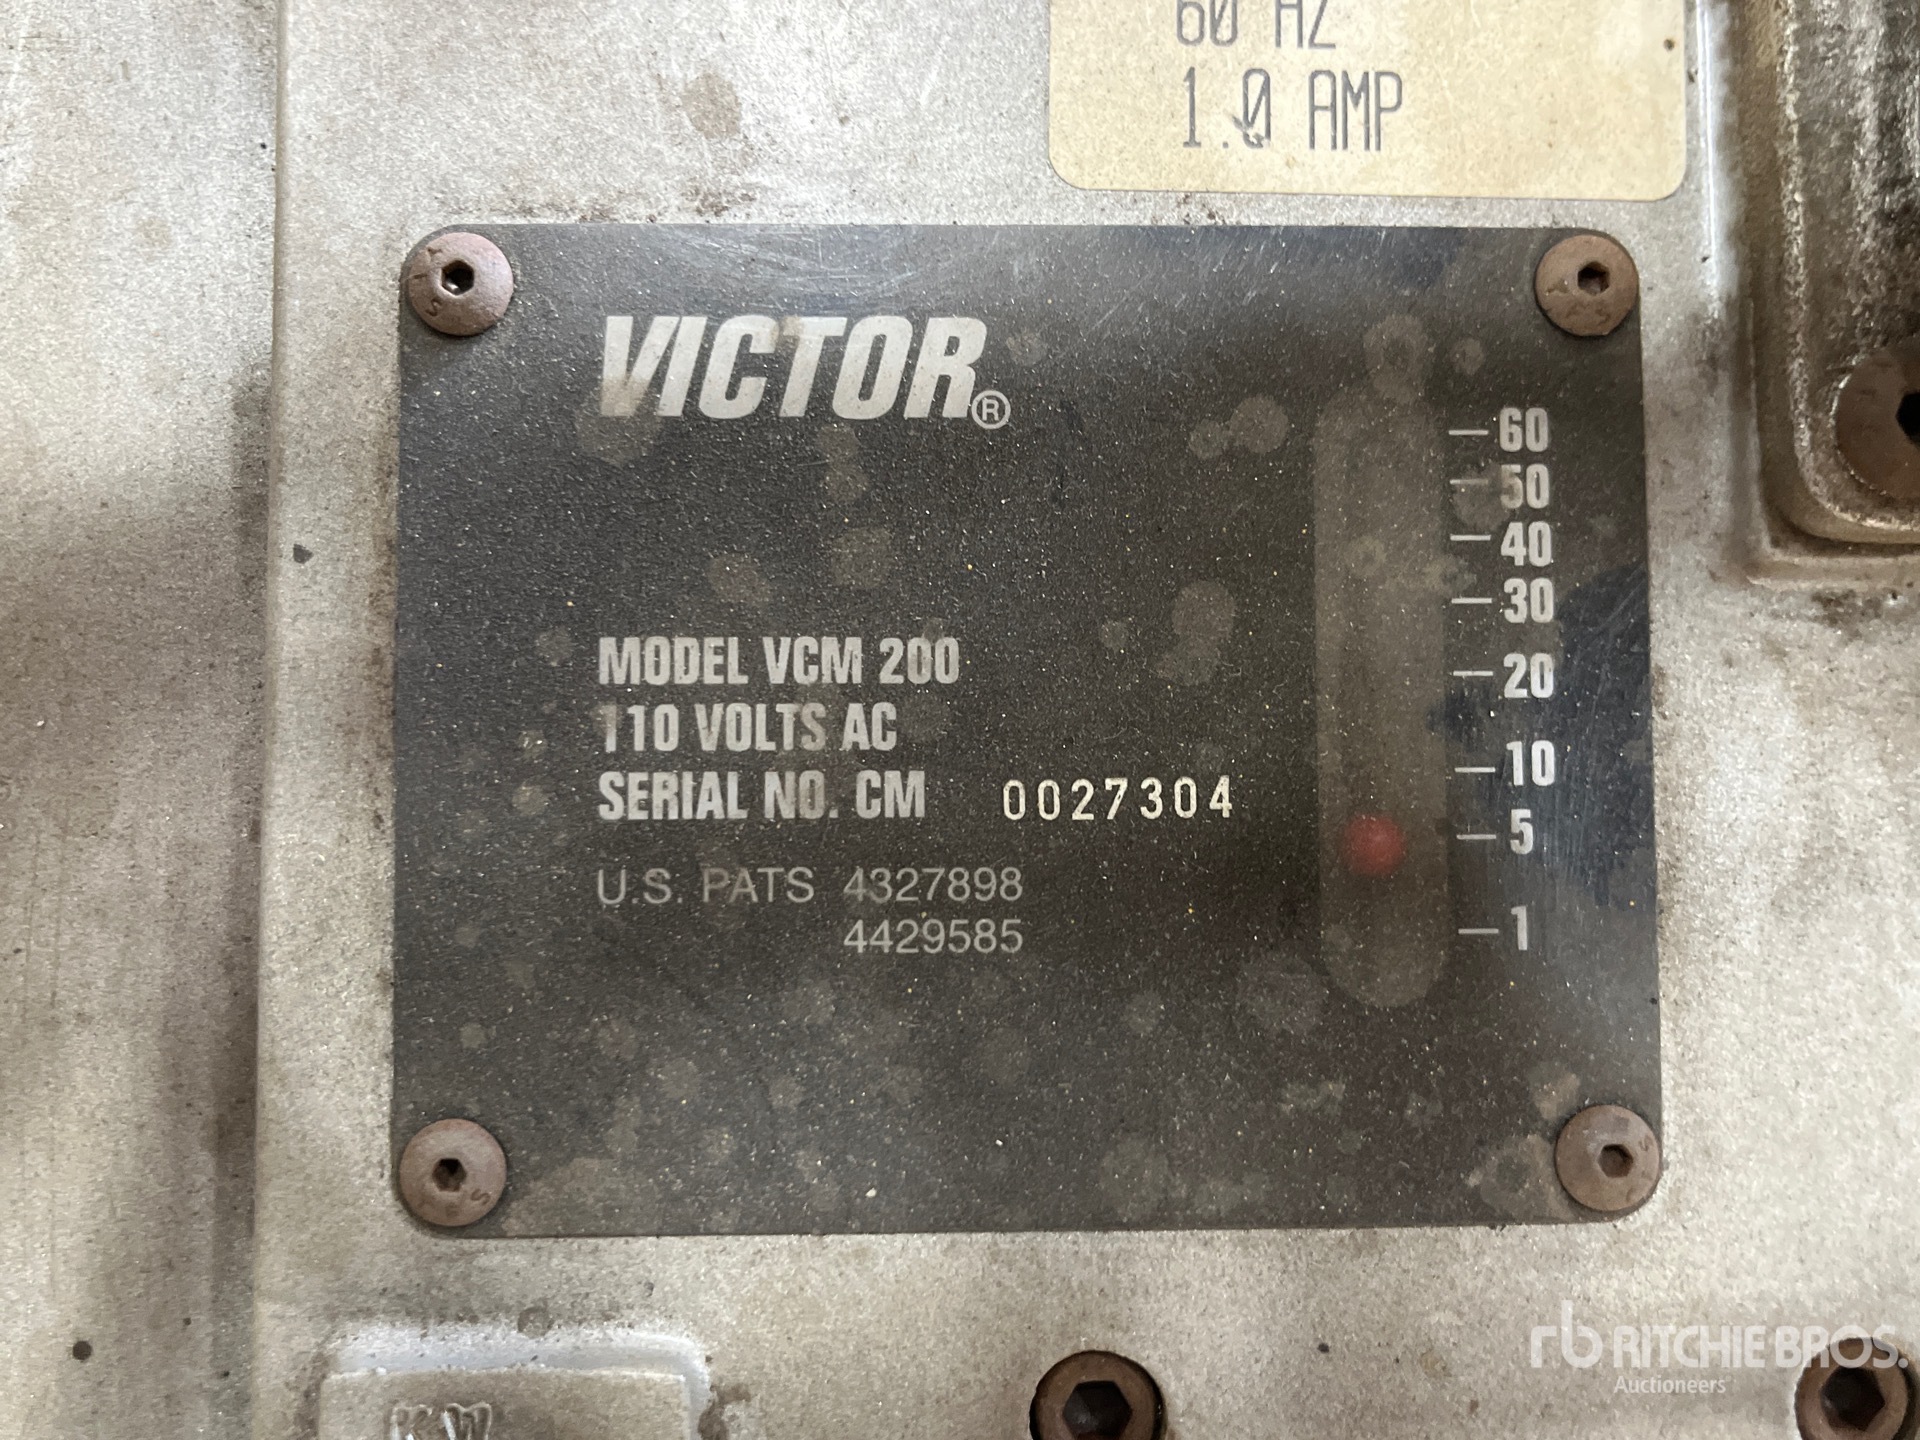 60 HZ
1.0 AMP
VICTOR®
60
50
40
30
20
10
5
1
MODEL VCM 200
110 VOLTS AC
SERIAL NO. CM 0027304
U.S. PATS 4327898
4429585
rb RITCHIE BROS.
Auctioneers